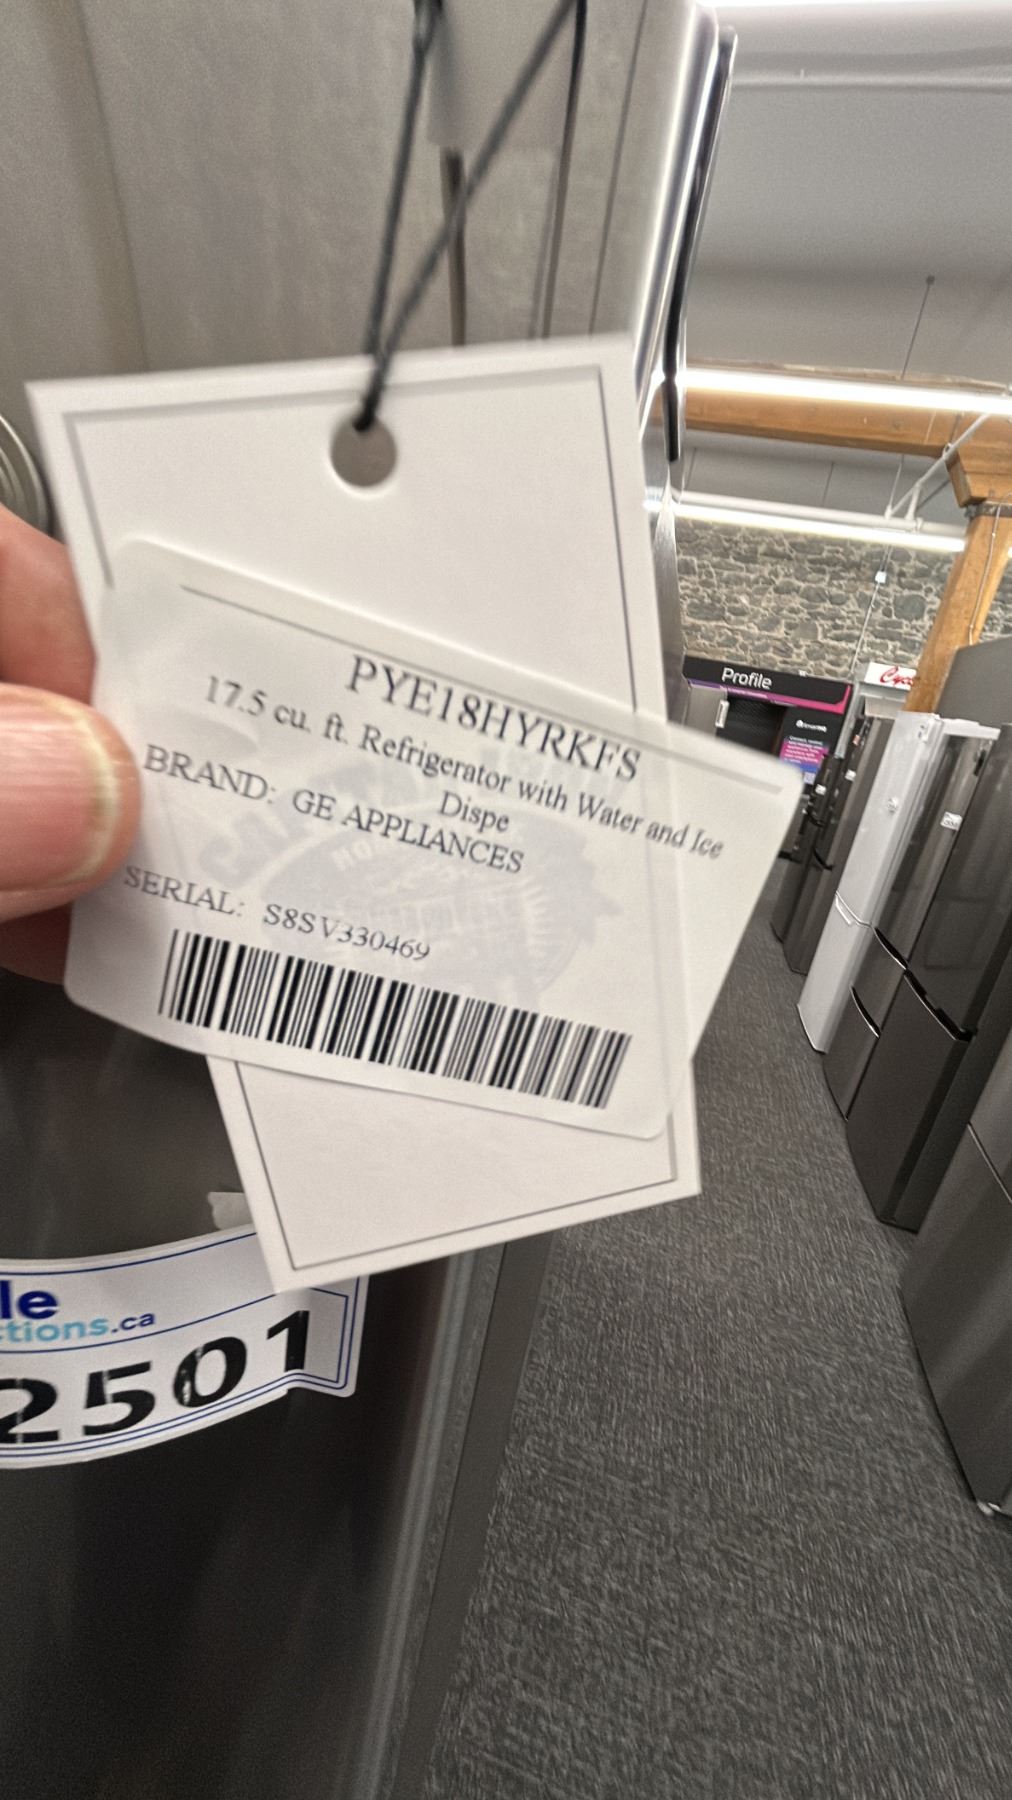 PYE18HYRKFS
17.5 cu. ft. Refrigerator with Water and Ice
Dispe
BRAND: GE APPLIANCES
SERIAL: S8SV330469
le
ctions.ca
2501
Profile